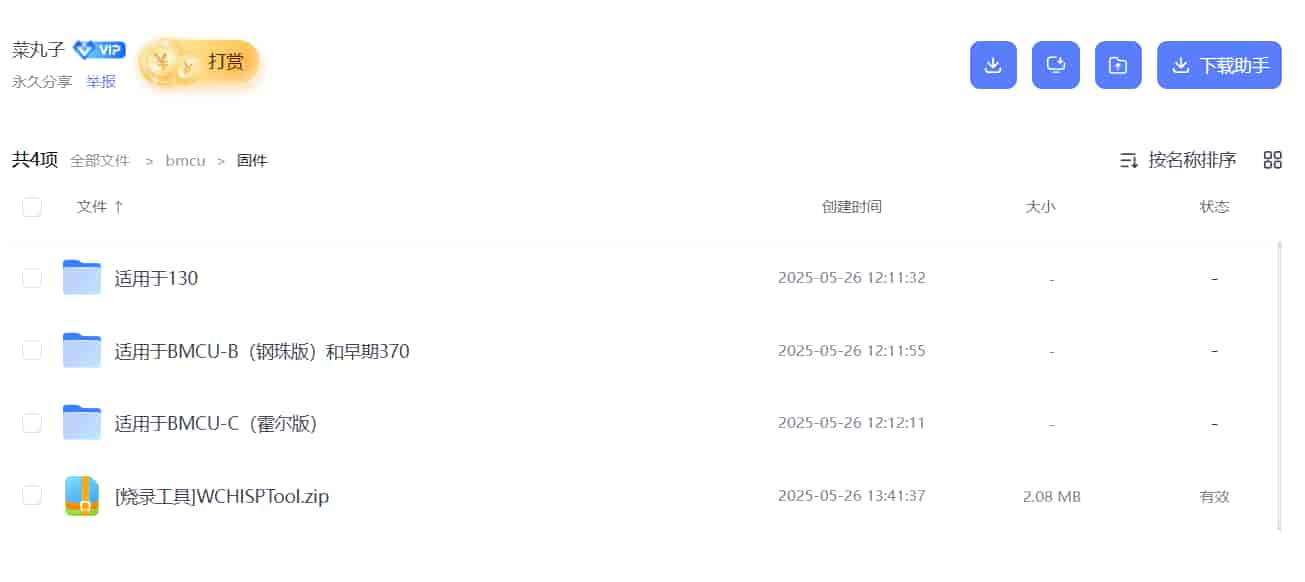 菜丸子 VIP 打赏
永久分享 举报
下载助手
共4项 全部文件 > bmcu > 固件 按名称排序
文件 ↑ 创建时间 大小 状态
适用于130 2025-05-26 12:11:32 - -
适用于BMCU-B（钢珠版）和早期370 2025-05-26 12:11:55 - -
适用于BMCU-C（霍尔版） 2025-05-26 12:12:11 - -
[烧录工具]WCHISPTool.zip 2025-05-26 13:41:37 2.08 MB 有效